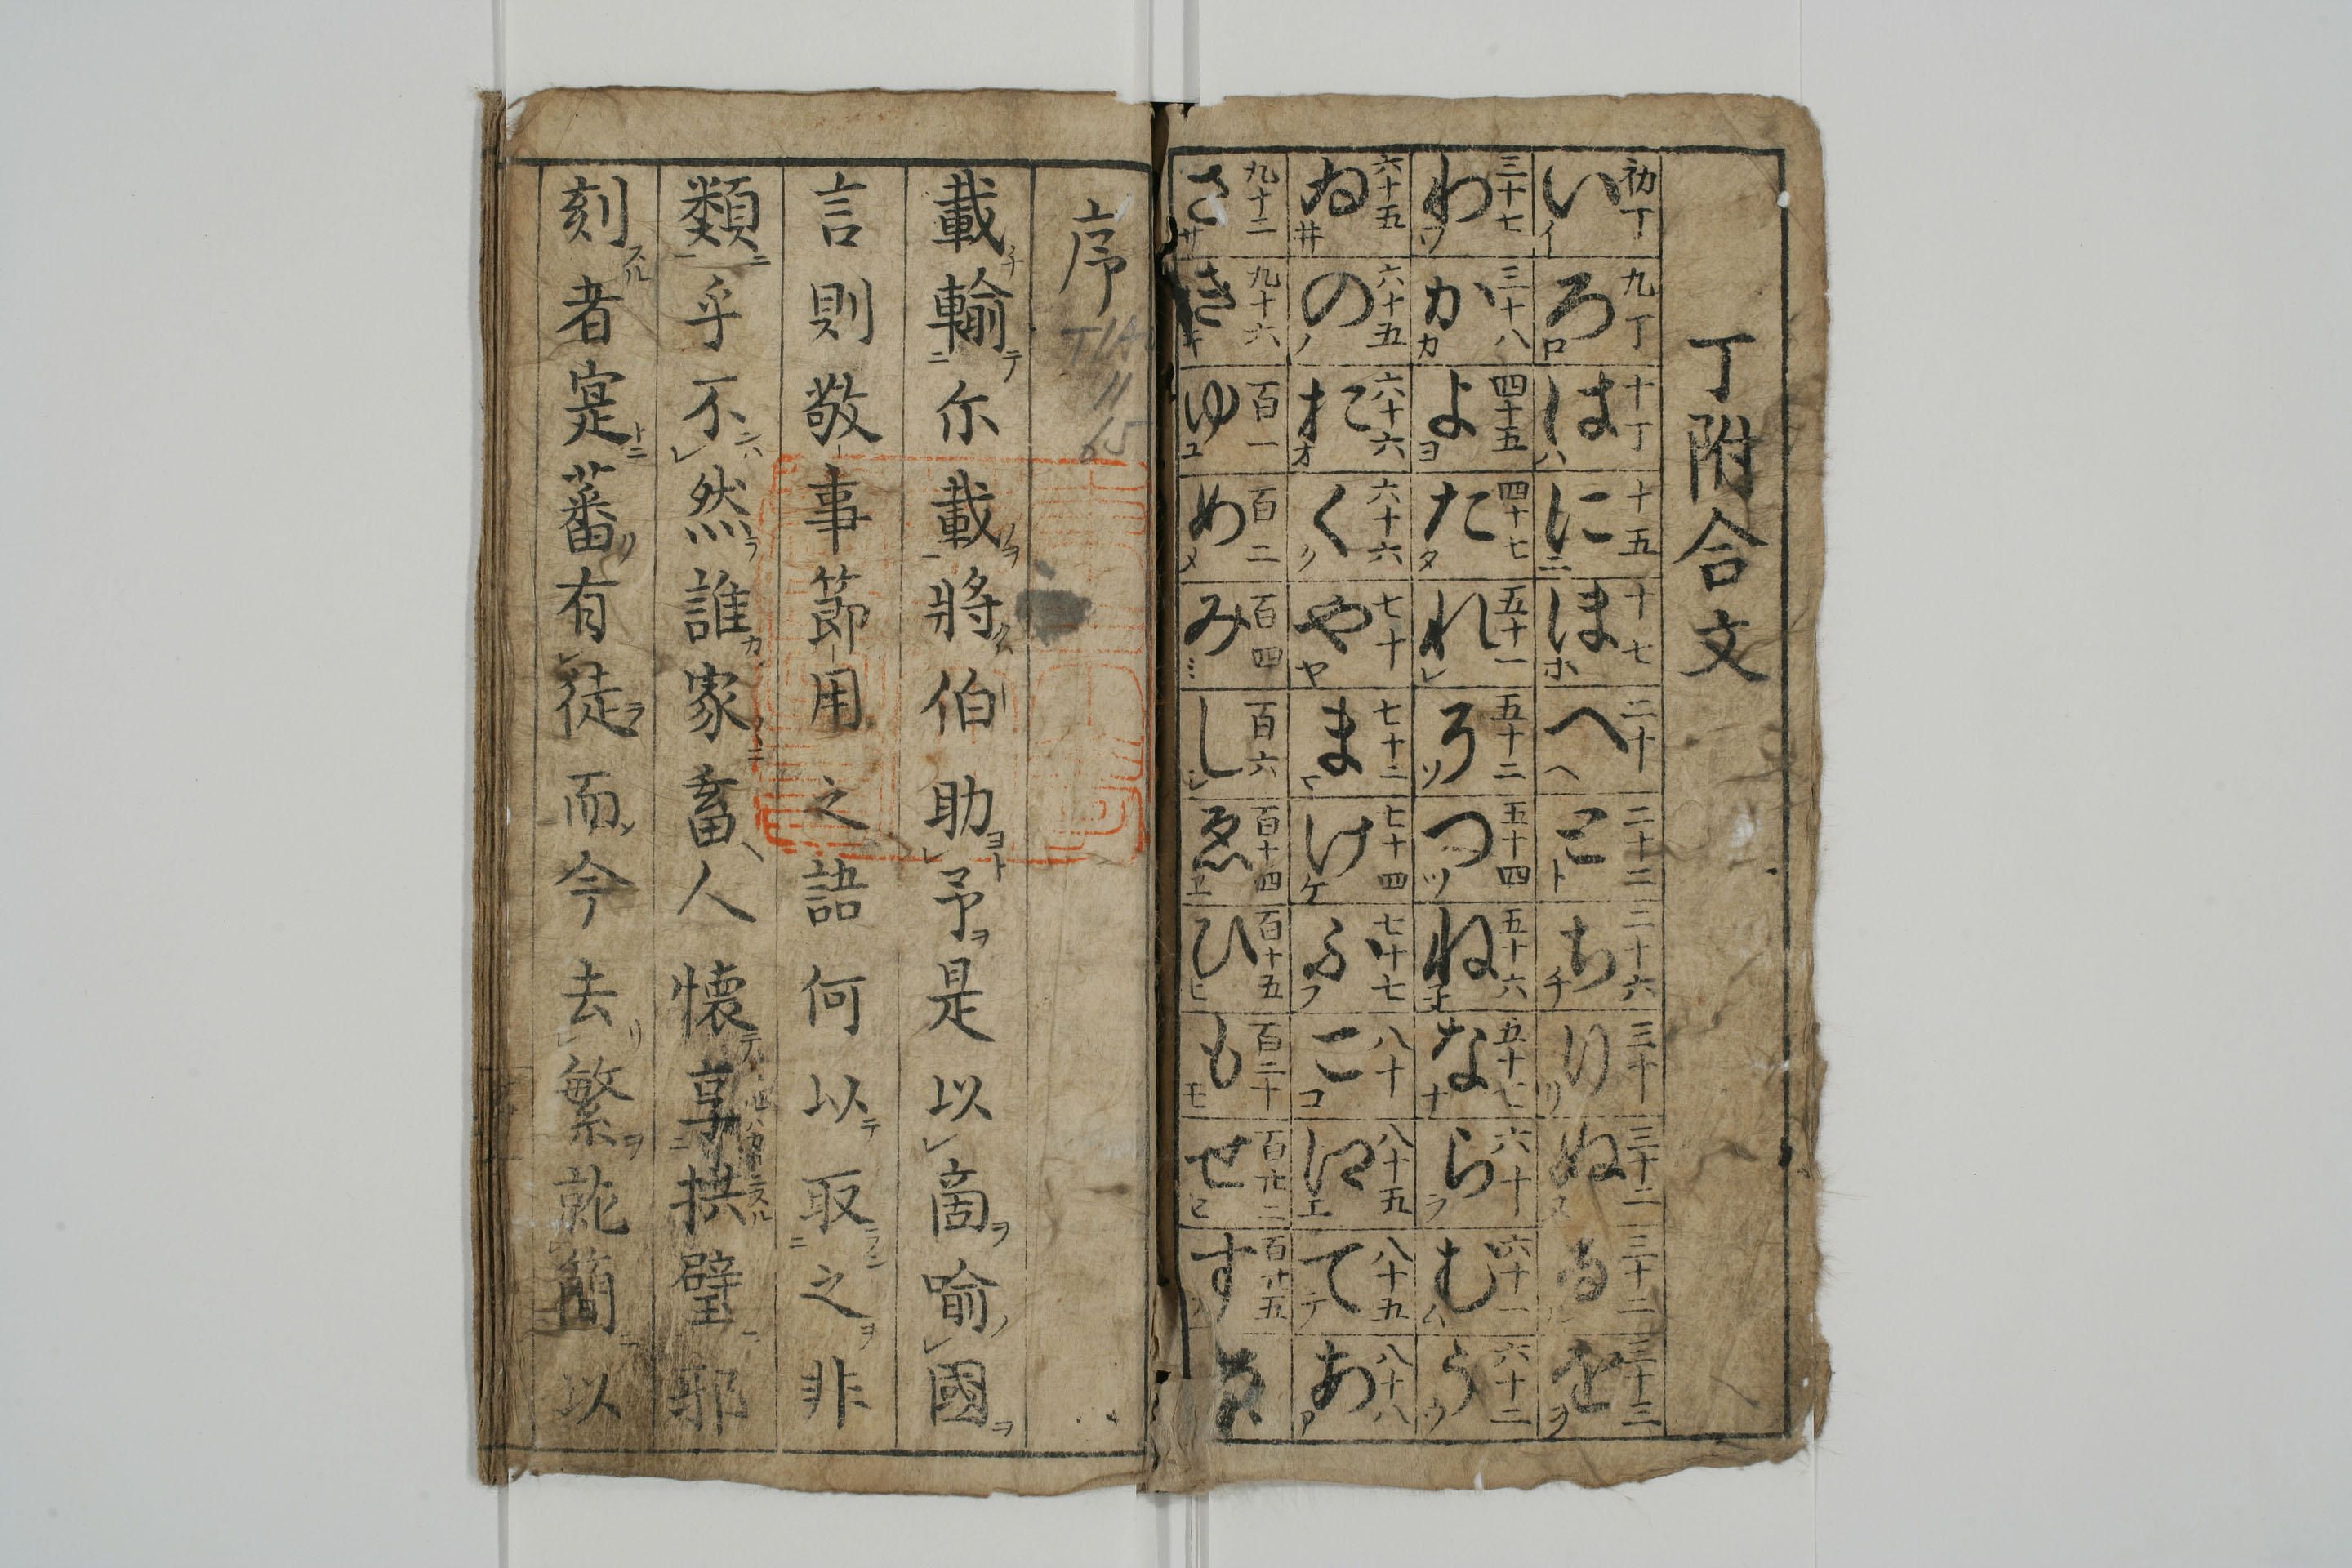 丁附合文
初丁 い イ
九丁 ろ ロ
十丁 は ハ
十五 に ニ
十七 ほ ホ
二十 へ ヘ
二十二 と ト
二十六 ち チ
三十 り リ
三十二 ぬ ヌ
三十二 る
三十三 を ヲ
三十七 わ ワ
三十八 か カ
四十五 よ ヨ
四十七 た タ
五十一 れ レ
五十二 そ ソ
五十四 つ ツ
五十六 ね 子
五十七 な ナ
六十 ら ラ
六十一 む ム
六十二 う ウ
六十五 ゐ 井
六十五 の ノ
六十六 お オ
六十六 く ク
七十 や ヤ
七十二 ま マ
七十四 け ケ
七十七 ふ フ
八十 こ コ
八十五 え エ
八十五 て テ
八十八 あ ア
九十二 さ サ
九十六 き キ
百一 ゆ ユ
百二 め メ
百四 み ミ
百六 し シ
百十四 ゑ ヱ
百十五 ひ ヒ
百二十 も モ
百廿二 せ セ
百廿五 す ス
序
載輸尓載將伯助予是以啇喻國
言則敬事節用之語何以取之非
類乎不然誰家畜人懐享拱璧邪
刻者寔蕃有徒而今去繁就簡以